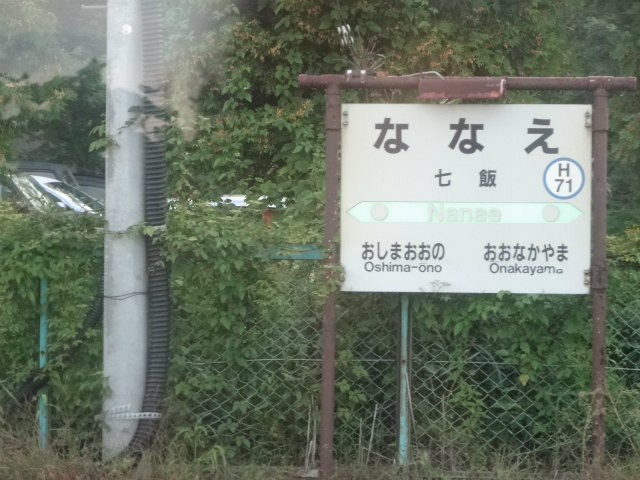 ななえ
七飯
H
71
Nanae
おしまおおの おおなかやま
Oshima-ono Onakayama